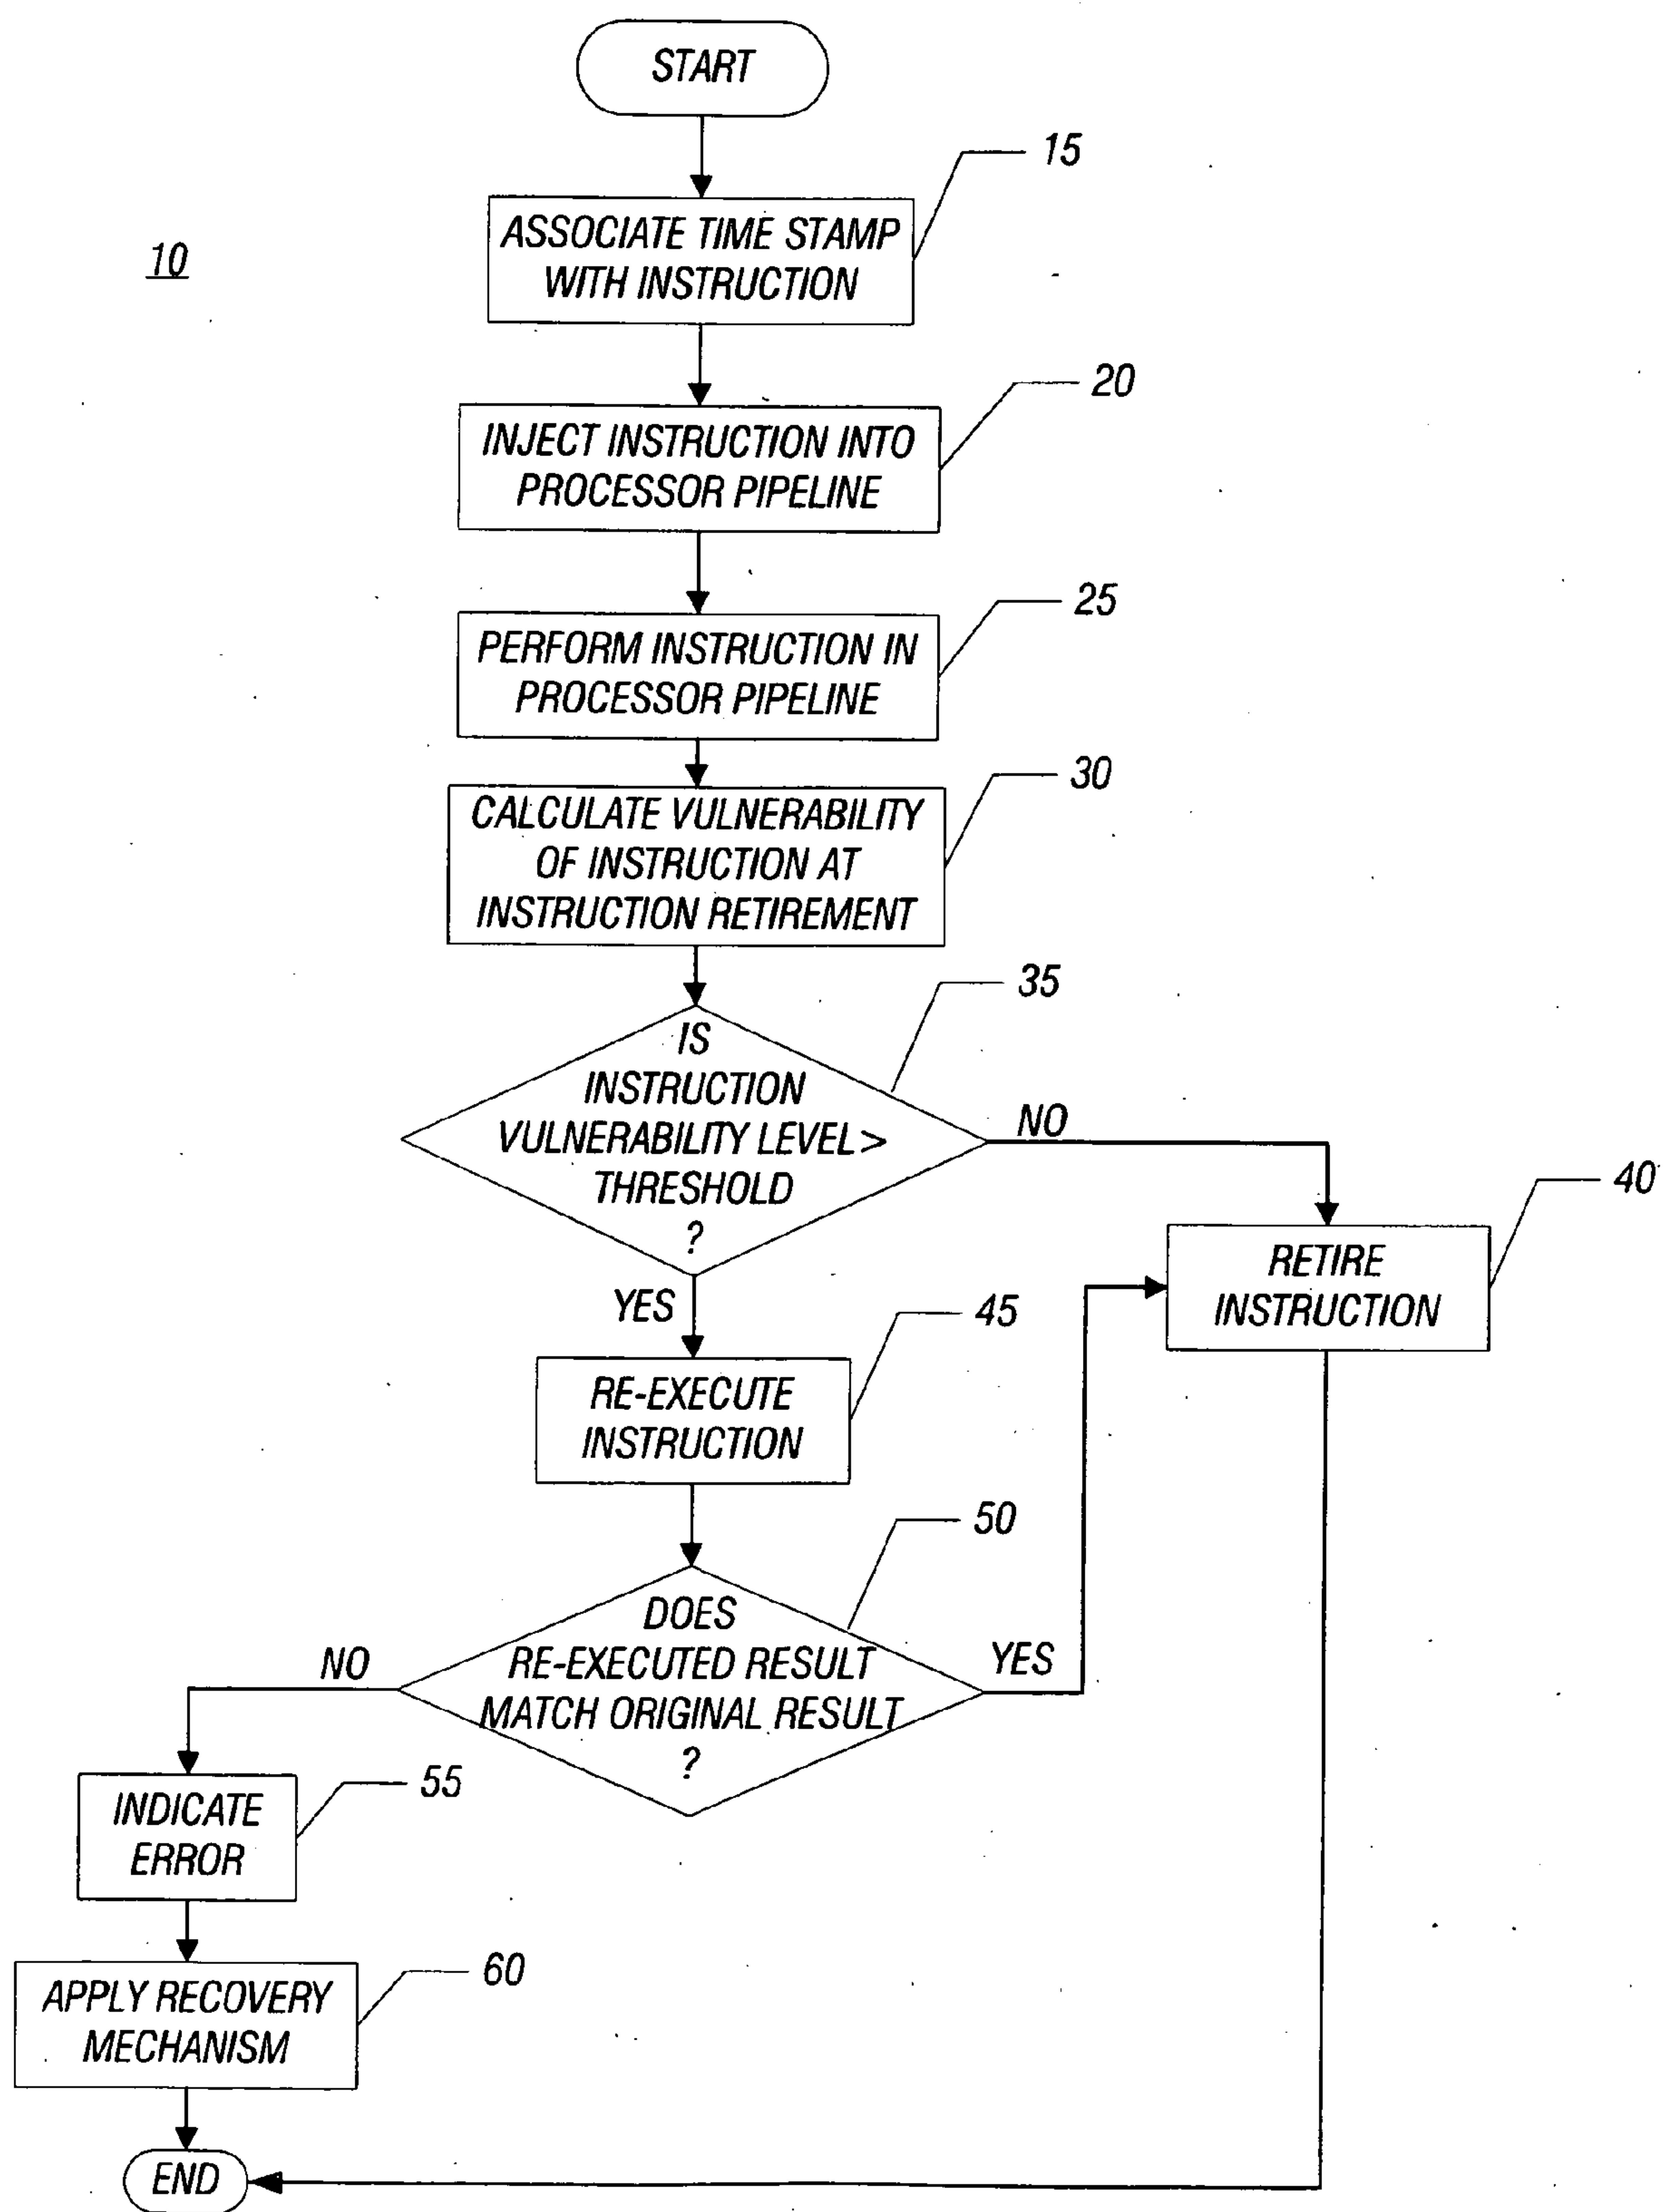 START
15
10
ASSOCIATE TIME STAMP
WITH INSTRUCTION
20
INJECT INSTRUCTION INTO
PROCESSOR PIPELINE
25
PERFORM INSTRUCTION IN
PROCESSOR PIPELINE
30
CALCULATE VULNERABILITY
OF INSTRUCTION AT
INSTRUCTION RETIREMENT
35
IS
INSTRUCTION
VULNERABILITY LEVEL >
THRESHOLD
?
NO
40
RETIRE
INSTRUCTION
YES
45
RE-EXECUTE
INSTRUCTION
50
DOES
RE-EXECUTED RESULT
MATCH ORIGINAL RESULT
?
NO
YES
55
INDICATE
ERROR
60
APPLY RECOVERY
MECHANISM
END